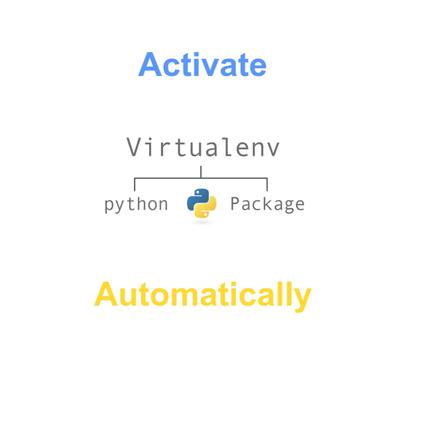 Activate
Virtualenv
python Package
Automatically